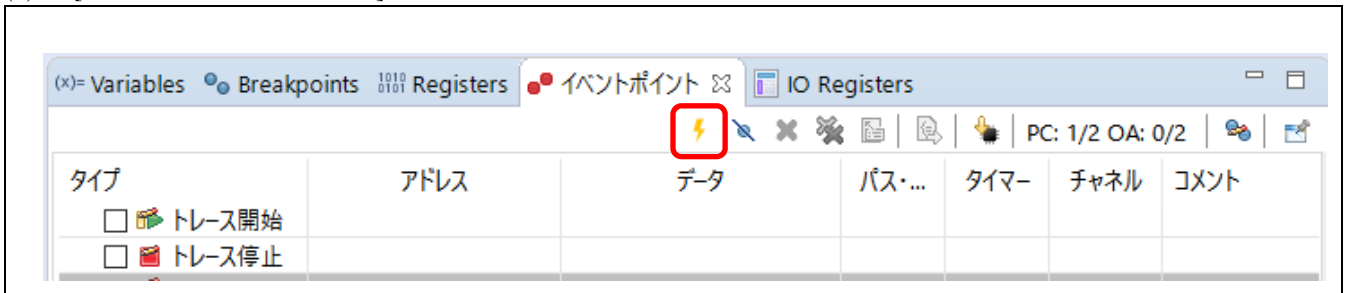 (x)= Variables Breakpoints 1010 0101 Registers イベントポイント IO Registers
PC: 1/2 OA: 0/2
タイプ アドレス データ パス・... タイマー チャネル コメント
トレース開始
トレース停止